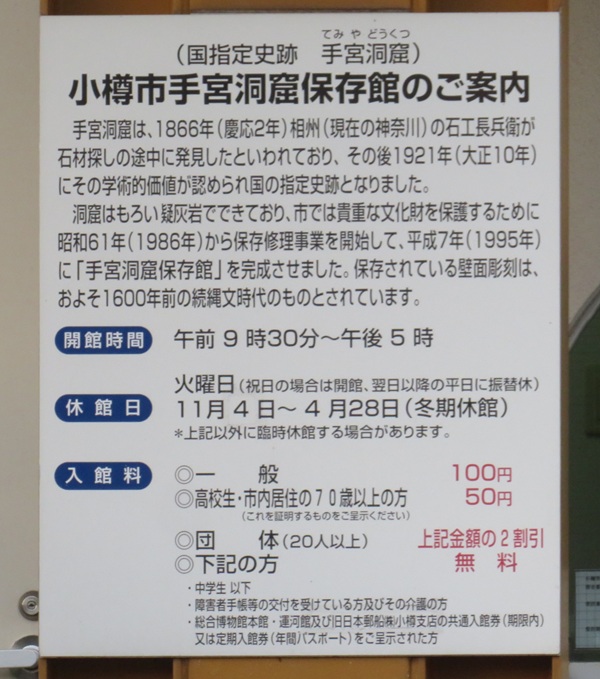 てみやどうくつ
(国指定史跡　手宮洞窟)
小樽市手宮洞窟保存館のご案内
手宮洞窟は、1866年(慶応2年)相州(現在の神奈川)の石工長兵衛が
石材探しの途中に発見したといわれており、その後1921年(大正10年)
にその学術的価値が認められ国の指定史跡となりました。
洞窟はもろい疑灰岩でできており、市では貴重な文化財を保護するために
昭和61年(1986年)から保存修理事業を開始して、平成7年(1995年)
に「手宮洞窟保存館」を完成させました。保存されている壁面彫刻は、
およそ1600年前の続縄文時代のものとされています。
開館時間　午前 9 時30分〜午後 5 時
火曜日(祝日の場合は開館、翌日以降の平日に振替休)
休館日　11月 4 日〜 4 月28日(冬期休館)
*上記以外に臨時休館する場合があります。
入館料　◎一　般　100円
◎高校生・市内居住の70歳以上の方　50円
(これを証明するものをご呈示ください)
◎団　体(20人以上)　上記金額の2割引
◎下記の方　無　料
・中学生 以下
・障害者手帳等の交付を受けている方及びその介護の方
・総合博物館本館・運河館及び旧日本郵船㈱小樽支店の共通入館券(期限内)
又は定期入館券(年間パスポート)をご呈示された方